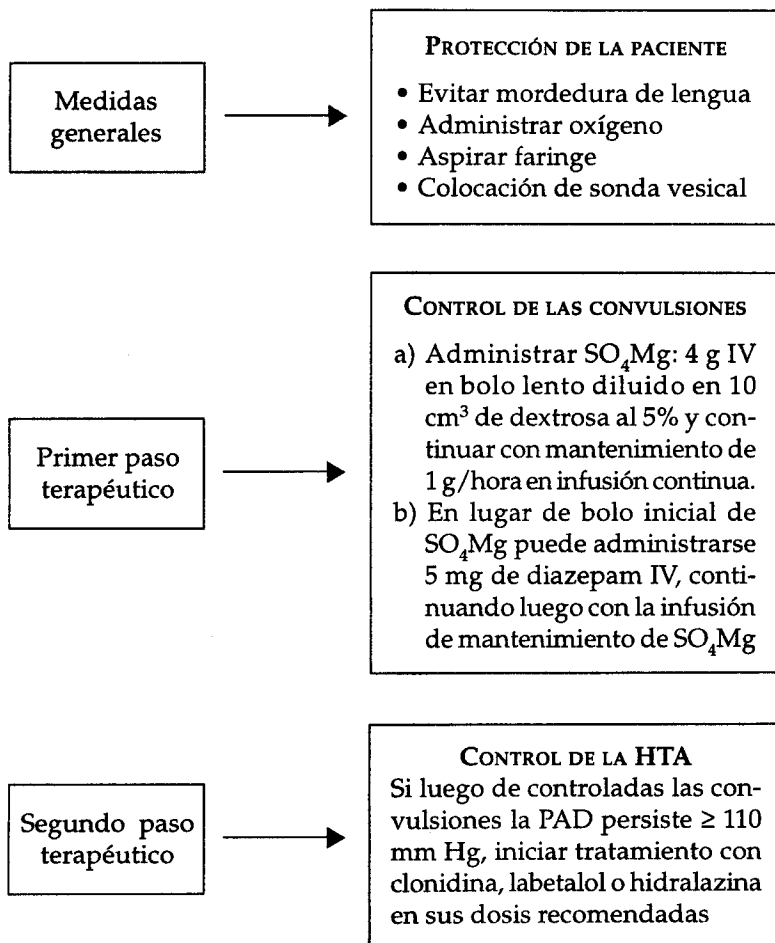 Medidas
generales
PROTECCIÓN DE LA PACIENTE
• Evitar mordedura de lengua
• Administrar oxígeno
• Aspirar faringe
• Colocación de sonda vesical
Primer paso
terapéutico
CONTROL DE LAS CONVULSIONES
a) Administrar SO₄Mg: 4 g IV
en bolo lento diluido en 10
cm³ de dextrosa al 5% y con-
tinuar con mantenimiento de
1 g/hora en infusión continua.
b) En lugar de bolo inicial de
SO₄Mg puede administrarse
5 mg de diazepam IV, conti-
nuando luego con la infusión
de mantenimiento de SO₄Mg
Segundo paso
terapéutico
CONTROL DE LA HTA
Si luego de controladas las con-
vulsiones la PAD persiste ≥ 110
mm Hg, iniciar tratamiento con
clonidina, labetalol o hidralazina
en sus dosis recomendadas